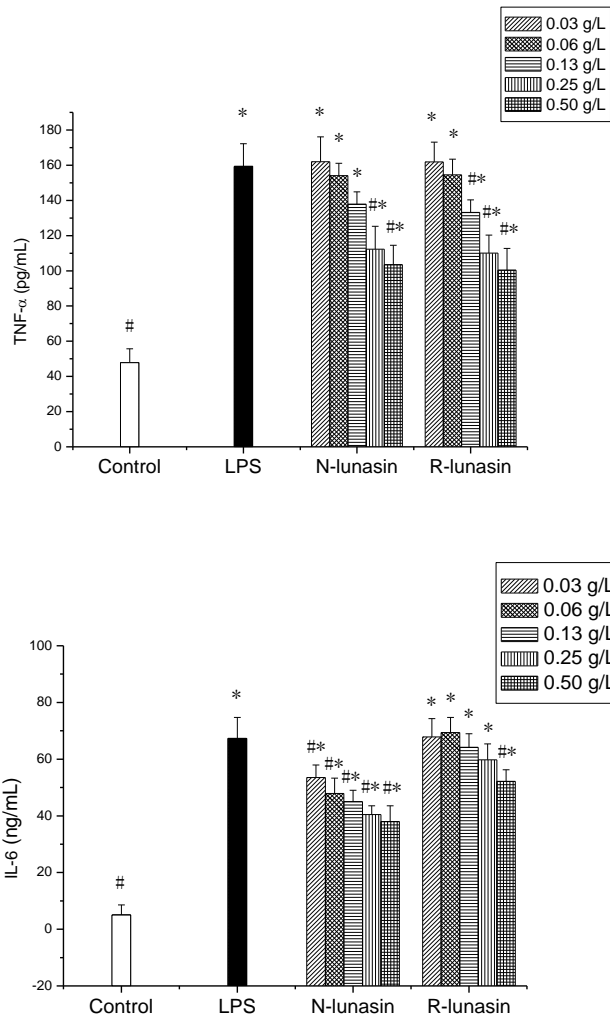 0.03 g/L
0.06 g/L
0.13 g/L
0.25 g/L
0.50 g/L
180
160
140
120
100
80
60
40
20
0
TNF-α (pg/mL)
# * * * * #* #* * * #* #* #*
Control LPS N-lunasin R-lunasin
0.03 g/L
0.06 g/L
0.13 g/L
0.25 g/L
0.50 g/L
100
80
60
40
20
0
-20
IL-6 (ng/mL)
# * #* #* #* #* #* * * * * #*
Control LPS N-lunasin R-lunasin